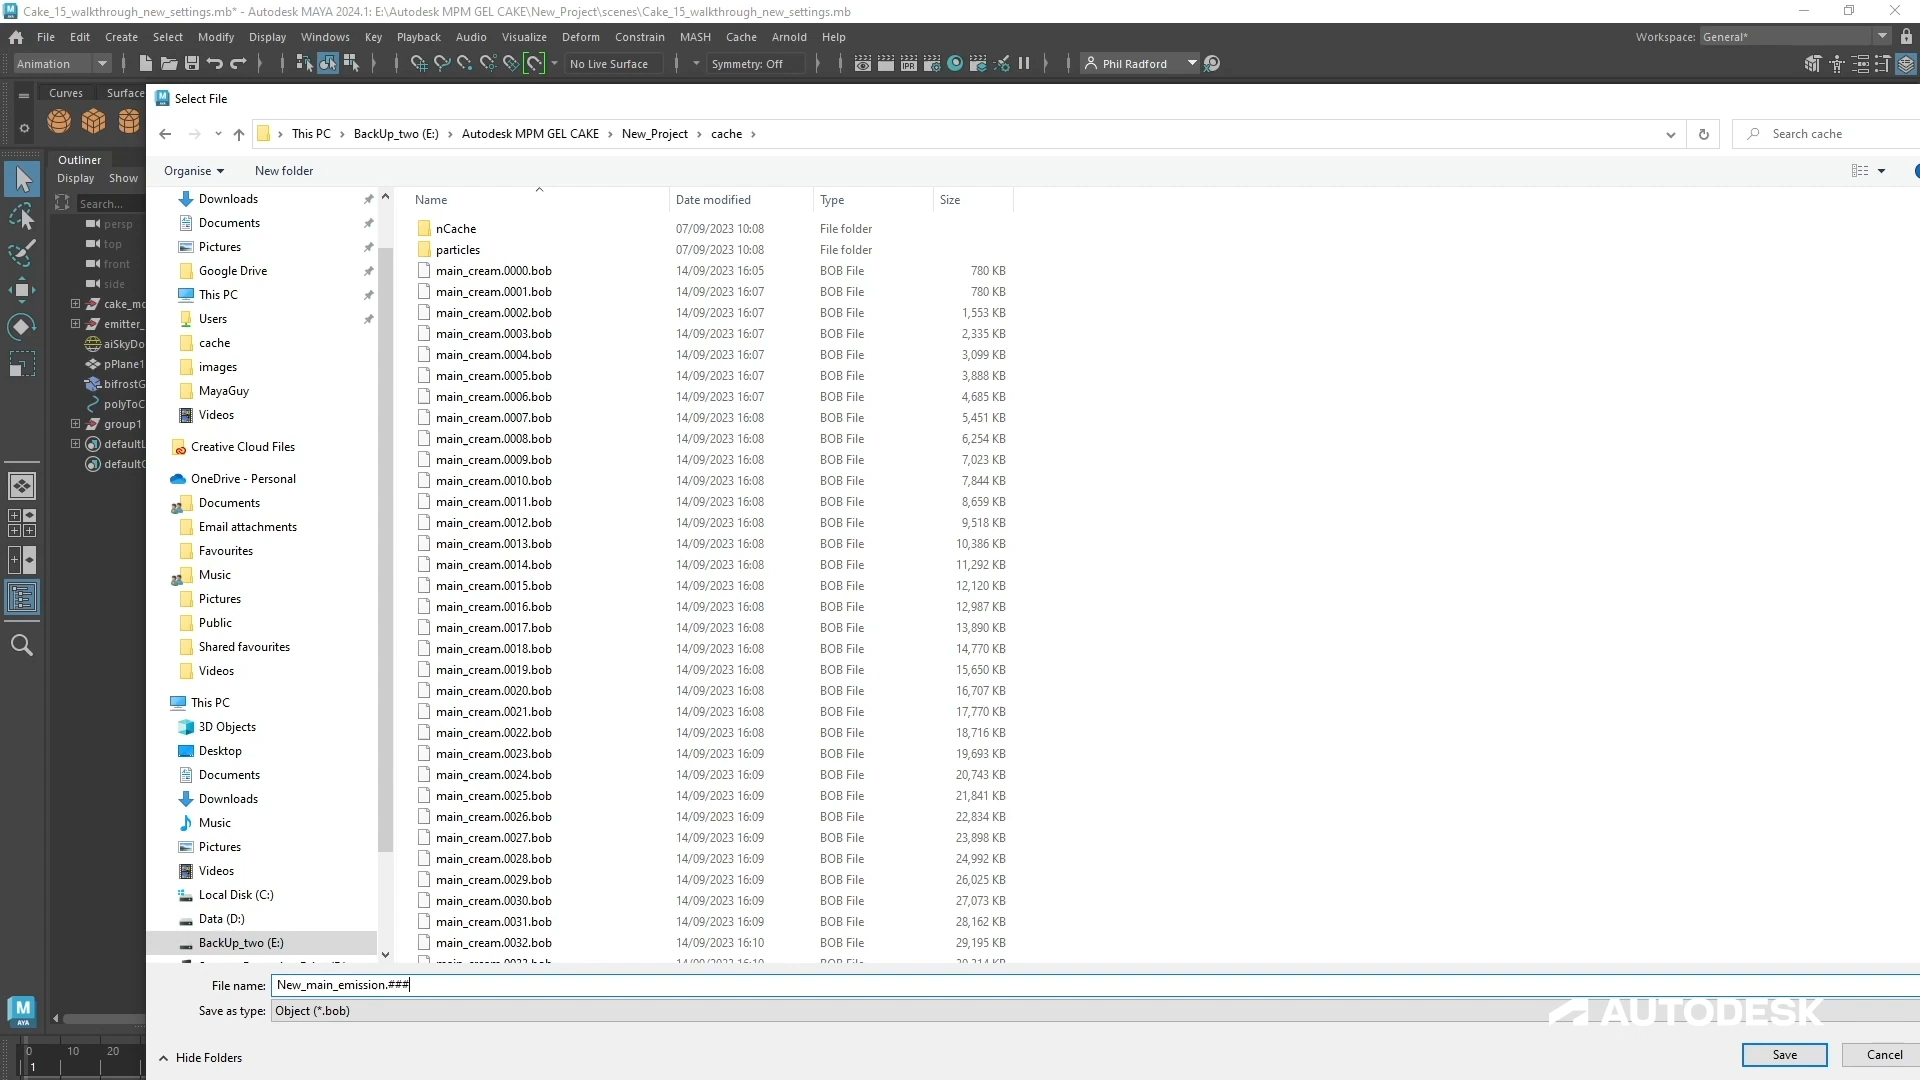 Cake_15_walkthrough_new_settings.mb* - Autodesk MAYA 2024.1: E:\Autodesk MPM GEL CAKE\New_Project\scenes\Cake_15_walkthrough_new_settings.mb
File Edit Create Select Modify Display Windows Key Playback Audio Visualize Deform Constrain MASH Cache Arnold Help
Workspace: General*
Animation
No Live Surface
Symmetry: Off
Phil Radford
Curves Surface
Select File
This PC > BackUp_two (E:) > Autodesk MPM GEL CAKE > New_Project > cache >
Search cache
Organise
New folder
Outliner
Display Show
Search...
persp
top
front
side
cake_mo
emitter_
aiSkyDo
pPlane1
bifrostG
polyToC
group1
defaultL
defaultO
Downloads
Documents
Pictures
Google Drive
This PC
Users
cache
images
MayaGuy
Videos
Creative Cloud Files
OneDrive - Personal
Documents
Email attachments
Favourites
Music
Pictures
Public
Shared favourites
Videos
This PC
3D Objects
Desktop
Documents
Downloads
Music
Pictures
Videos
Local Disk (C:)
Data (D:)
BackUp_two (E:)
Name Date modified Type Size
nCache 07/09/2023 10:08 File folder
particles 07/09/2023 10:08 File folder
main_cream.0000.bob 14/09/2023 16:05 BOB File 780 KB
main_cream.0001.bob 14/09/2023 16:07 BOB File 780 KB
main_cream.0002.bob 14/09/2023 16:07 BOB File 1,553 KB
main_cream.0003.bob 14/09/2023 16:07 BOB File 2,335 KB
main_cream.0004.bob 14/09/2023 16:07 BOB File 3,099 KB
main_cream.0005.bob 14/09/2023 16:07 BOB File 3,888 KB
main_cream.0006.bob 14/09/2023 16:07 BOB File 4,685 KB
main_cream.0007.bob 14/09/2023 16:08 BOB File 5,451 KB
main_cream.0008.bob 14/09/2023 16:08 BOB File 6,254 KB
main_cream.0009.bob 14/09/2023 16:08 BOB File 7,023 KB
main_cream.0010.bob 14/09/2023 16:08 BOB File 7,844 KB
main_cream.0011.bob 14/09/2023 16:08 BOB File 8,659 KB
main_cream.0012.bob 14/09/2023 16:08 BOB File 9,518 KB
main_cream.0013.bob 14/09/2023 16:08 BOB File 10,386 KB
main_cream.0014.bob 14/09/2023 16:08 BOB File 11,292 KB
main_cream.0015.bob 14/09/2023 16:08 BOB File 12,120 KB
main_cream.0016.bob 14/09/2023 16:08 BOB File 12,987 KB
main_cream.0017.bob 14/09/2023 16:08 BOB File 13,890 KB
main_cream.0018.bob 14/09/2023 16:08 BOB File 14,770 KB
main_cream.0019.bob 14/09/2023 16:08 BOB File 15,650 KB
main_cream.0020.bob 14/09/2023 16:08 BOB File 16,707 KB
main_cream.0021.bob 14/09/2023 16:08 BOB File 17,770 KB
main_cream.0022.bob 14/09/2023 16:08 BOB File 18,716 KB
main_cream.0023.bob 14/09/2023 16:09 BOB File 19,693 KB
main_cream.0024.bob 14/09/2023 16:09 BOB File 20,743 KB
main_cream.0025.bob 14/09/2023 16:09 BOB File 21,841 KB
main_cream.0026.bob 14/09/2023 16:09 BOB File 22,834 KB
main_cream.0027.bob 14/09/2023 16:09 BOB File 23,898 KB
main_cream.0028.bob 14/09/2023 16:09 BOB File 24,992 KB
main_cream.0029.bob 14/09/2023 16:09 BOB File 26,025 KB
main_cream.0030.bob 14/09/2023 16:09 BOB File 27,073 KB
main_cream.0031.bob 14/09/2023 16:09 BOB File 28,162 KB
main_cream.0032.bob 14/09/2023 16:10 BOB File 29,195 KB
File name: New_main_emission.###
Save as type: Object (*.bob)
AUTODESK
Hide Folders
Save
Cancel
0 10 20
1